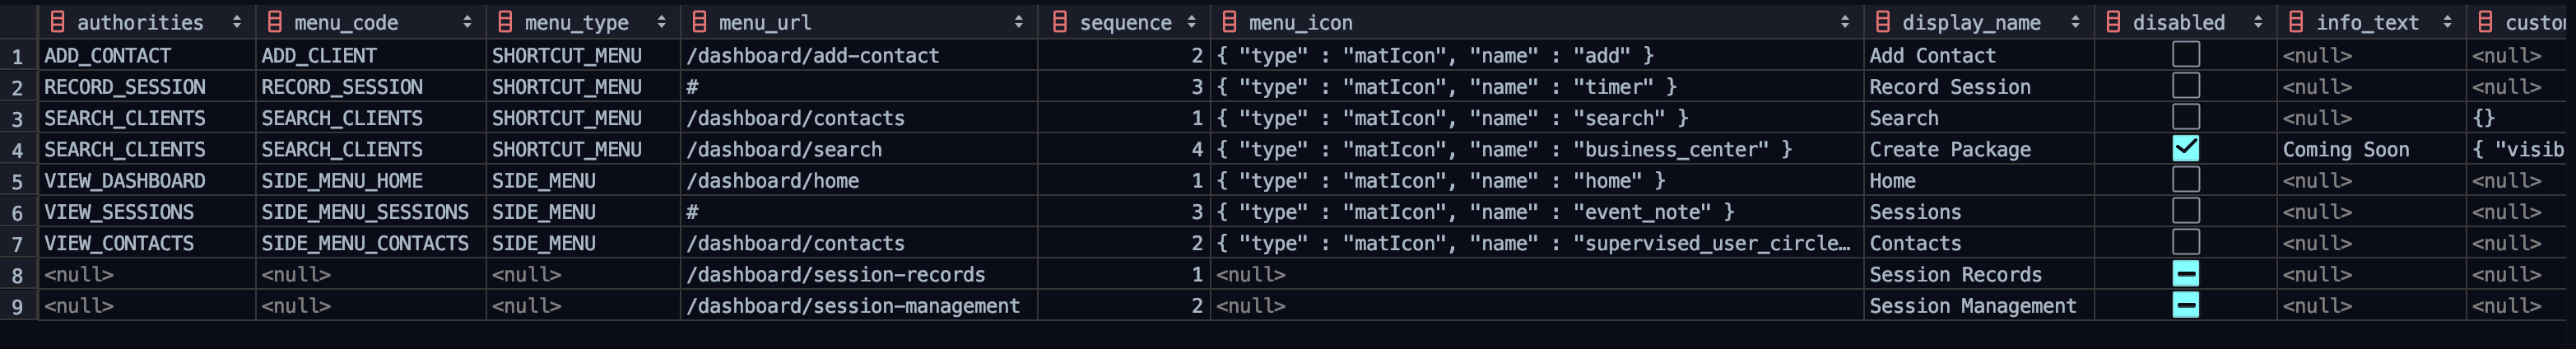 authorities menu_code menu_type menu_url sequence menu_icon display_name disabled info_text custo
1 ADD_CONTACT ADD_CLIENT SHORTCUT_MENU /dashboard/add-contact 2 { "type" : "matIcon", "name" : "add" } Add Contact <null> <null>
2 RECORD_SESSION RECORD_SESSION SHORTCUT_MENU # 3 { "type" : "matIcon", "name" : "timer" } Record Session <null> <null>
3 SEARCH_CLIENTS SEARCH_CLIENTS SHORTCUT_MENU /dashboard/contacts 1 { "type" : "matIcon", "name" : "search" } Search <null> {}
4 SEARCH_CLIENTS SEARCH_CLIENTS SHORTCUT_MENU /dashboard/search 4 { "type" : "matIcon", "name" : "business_center" } Create Package Coming Soon { "visib
5 VIEW_DASHBOARD SIDE_MENU_HOME SIDE_MENU /dashboard/home 1 { "type" : "matIcon", "name" : "home" } Home <null> <null>
6 VIEW_SESSIONS SIDE_MENU_SESSIONS SIDE_MENU # 3 { "type" : "matIcon", "name" : "event_note" } Sessions <null> <null>
7 VIEW_CONTACTS SIDE_MENU_CONTACTS SIDE_MENU /dashboard/contacts 2 { "type" : "matIcon", "name" : "supervised_user_circle… Contacts <null> <null>
8 <null> <null> <null> /dashboard/session-records 1 <null> Session Records <null> <null>
9 <null> <null> <null> /dashboard/session-management 2 <null> Session Management <null> <null>